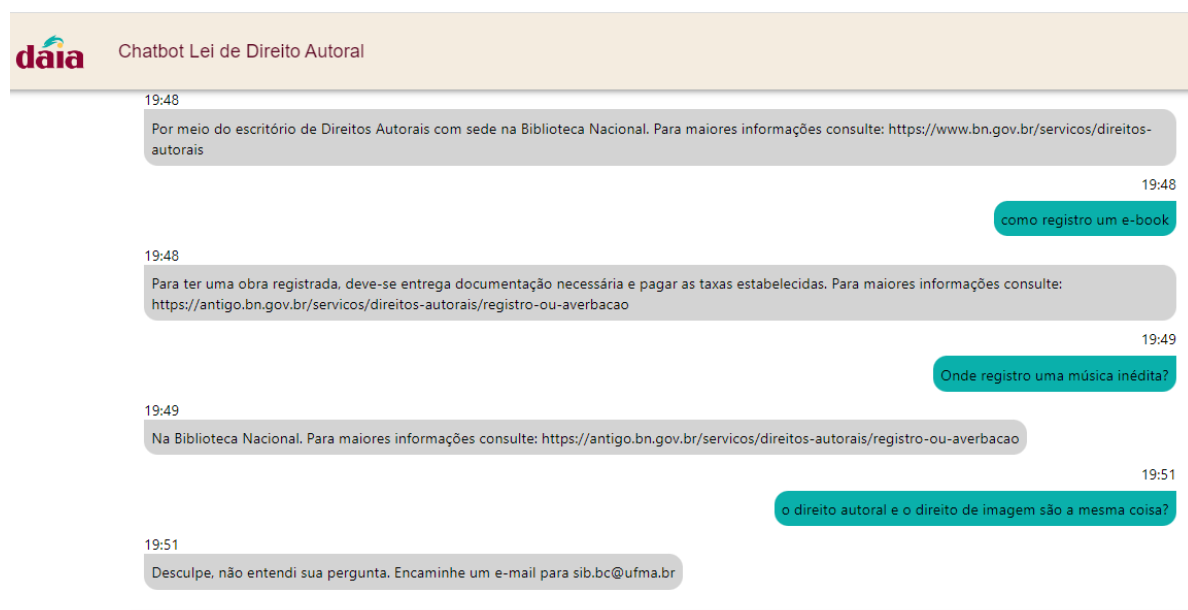 daia Chatbot Lei de Direito Autoral
19:48
Por meio do escritório de Direitos Autorais com sede na Biblioteca Nacional. Para maiores informações consulte: https://www.bn.gov.br/servicos/direitos-
autorais
19:48
como registro um e-book
19:48
Para ter uma obra registrada, deve-se entrega documentação necessária e pagar as taxas estabelecidas. Para maiores informações consulte:
https://antigo.bn.gov.br/servicos/direitos-autorais/registro-ou-averbacao
19:49
Onde registro uma música inédita?
19:49
Na Biblioteca Nacional. Para maiores informações consulte: https://antigo.bn.gov.br/servicos/direitos-autorais/registro-ou-averbacao
19:51
o direito autoral e o direito de imagem são a mesma coisa?
19:51
Desculpe, não entendi sua pergunta. Encaminhe um e-mail para sib.bc@ufma.br